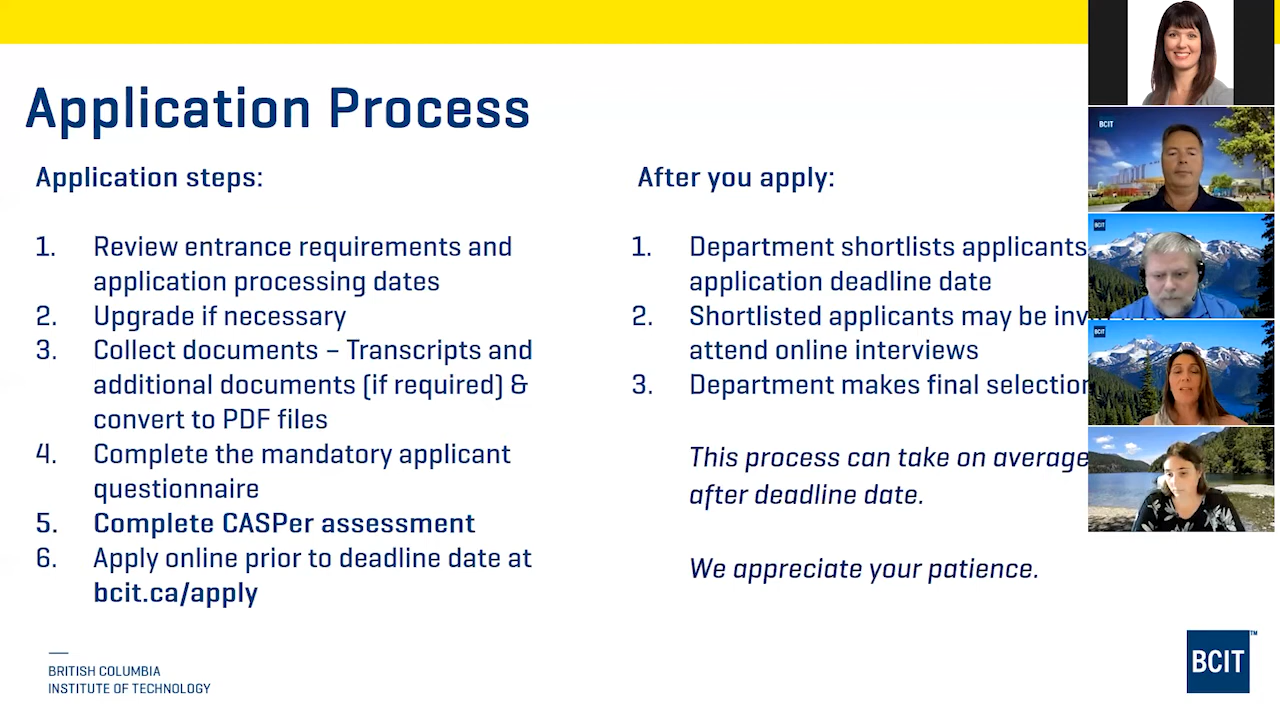 Application Process
Application steps:
1. Review entrance requirements and
application processing dates
2. Upgrade if necessary
3. Collect documents – Transcripts and
additional documents (if required) &
convert to PDF files
4. Complete the mandatory applicant
questionnaire
5. Complete CASPer assessment
6. Apply online prior to deadline date at
bcit.ca/apply
After you apply:
1. Department shortlists applicants
application deadline date
2. Shortlisted applicants may be
attend online interviews
3. Department makes final
This process can take on average
after deadline date.
We appreciate your patience.
BCIT
BCIT
BCIT
BRITISH COLUMBIA
INSTITUTE OF TECHNOLOGY
BCIT™